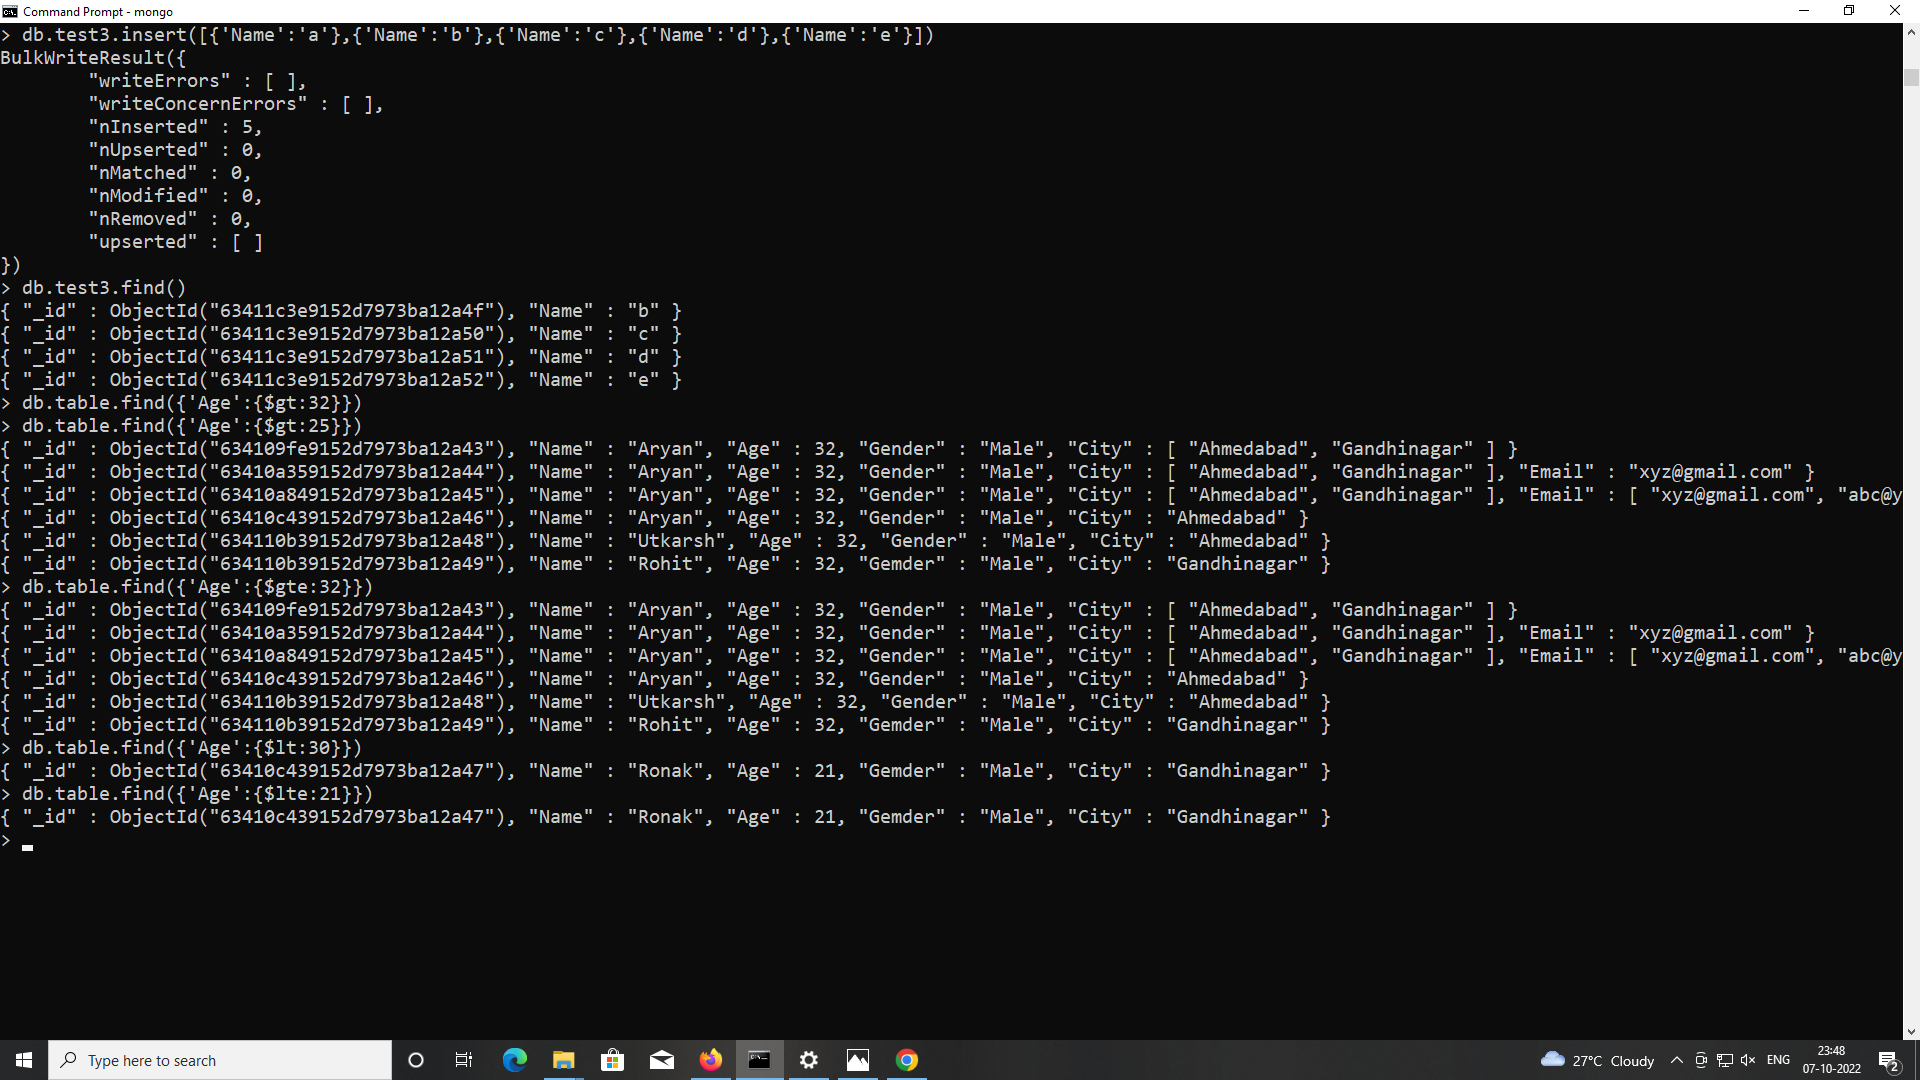 Command Prompt - mongo
> db.test3.insert([{'Name':'a'},{'Name':'b'},{'Name':'c'},{'Name':'d'},{'Name':'e'}])
BulkWriteResult({
        "writeErrors" : [ ],
        "writeConcernErrors" : [ ],
        "nInserted" : 5,
        "nUpserted" : 0,
        "nMatched" : 0,
        "nModified" : 0,
        "nRemoved" : 0,
        "upserted" : [ ]
})
> db.test3.find()
{ "_id" : ObjectId("63411c3e9152d7973ba12a4f"), "Name" : "b" }
{ "_id" : ObjectId("63411c3e9152d7973ba12a50"), "Name" : "c" }
{ "_id" : ObjectId("63411c3e9152d7973ba12a51"), "Name" : "d" }
{ "_id" : ObjectId("63411c3e9152d7973ba12a52"), "Name" : "e" }
> db.table.find({'Age':{$gt:32}})
> db.table.find({'Age':{$gt:25}})
{ "_id" : ObjectId("634109fe9152d7973ba12a43"), "Name" : "Aryan", "Age" : 32, "Gender" : "Male", "City" : [ "Ahmedabad", "Gandhinagar" ] }
{ "_id" : ObjectId("63410a359152d7973ba12a44"), "Name" : "Aryan", "Age" : 32, "Gender" : "Male", "City" : [ "Ahmedabad", "Gandhinagar" ], "Email" : "xyz@gmail.com" }
{ "_id" : ObjectId("63410a849152d7973ba12a45"), "Name" : "Aryan", "Age" : 32, "Gender" : "Male", "City" : [ "Ahmedabad", "Gandhinagar" ], "Email" : [ "xyz@gmail.com", "abc@y
{ "_id" : ObjectId("63410c439152d7973ba12a46"), "Name" : "Aryan", "Age" : 32, "Gender" : "Male", "City" : "Ahmedabad" }
{ "_id" : ObjectId("634110b39152d7973ba12a48"), "Name" : "Utkarsh", "Age" : 32, "Gender" : "Male", "City" : "Ahmedabad" }
{ "_id" : ObjectId("634110b39152d7973ba12a49"), "Name" : "Rohit", "Age" : 32, "Gemder" : "Male", "City" : "Gandhinagar" }
> db.table.find({'Age':{$gte:32}})
{ "_id" : ObjectId("634109fe9152d7973ba12a43"), "Name" : "Aryan", "Age" : 32, "Gender" : "Male", "City" : [ "Ahmedabad", "Gandhinagar" ] }
{ "_id" : ObjectId("63410a359152d7973ba12a44"), "Name" : "Aryan", "Age" : 32, "Gender" : "Male", "City" : [ "Ahmedabad", "Gandhinagar" ], "Email" : "xyz@gmail.com" }
{ "_id" : ObjectId("63410a849152d7973ba12a45"), "Name" : "Aryan", "Age" : 32, "Gender" : "Male", "City" : [ "Ahmedabad", "Gandhinagar" ], "Email" : [ "xyz@gmail.com", "abc@y
{ "_id" : ObjectId("63410c439152d7973ba12a46"), "Name" : "Aryan", "Age" : 32, "Gender" : "Male", "City" : "Ahmedabad" }
{ "_id" : ObjectId("634110b39152d7973ba12a48"), "Name" : "Utkarsh", "Age" : 32, "Gender" : "Male", "City" : "Ahmedabad" }
{ "_id" : ObjectId("634110b39152d7973ba12a49"), "Name" : "Rohit", "Age" : 32, "Gemder" : "Male", "City" : "Gandhinagar" }
> db.table.find({'Age':{$lt:30}})
{ "_id" : ObjectId("63410c439152d7973ba12a47"), "Name" : "Ronak", "Age" : 21, "Gemder" : "Male", "City" : "Gandhinagar" }
> db.table.find({'Age':{$lte:21}})
{ "_id" : ObjectId("63410c439152d7973ba12a47"), "Name" : "Ronak", "Age" : 21, "Gemder" : "Male", "City" : "Gandhinagar" }
>
Type here to search
27°C Cloudy
ENG
23:48
07-10-2022
2